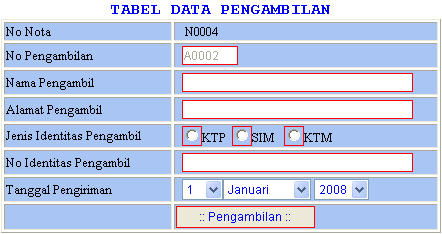 TABEL DATA PENGAMBILAN
No Nota N0004
No Pengambilan A0002
Nama Pengambil
Alamat Pengambil
Jenis Identitas Pengambil KTP SIM KTM
No Identitas Pengambil
Tanggal Pengiriman 1 Januari 2008
:: Pengambilan ::